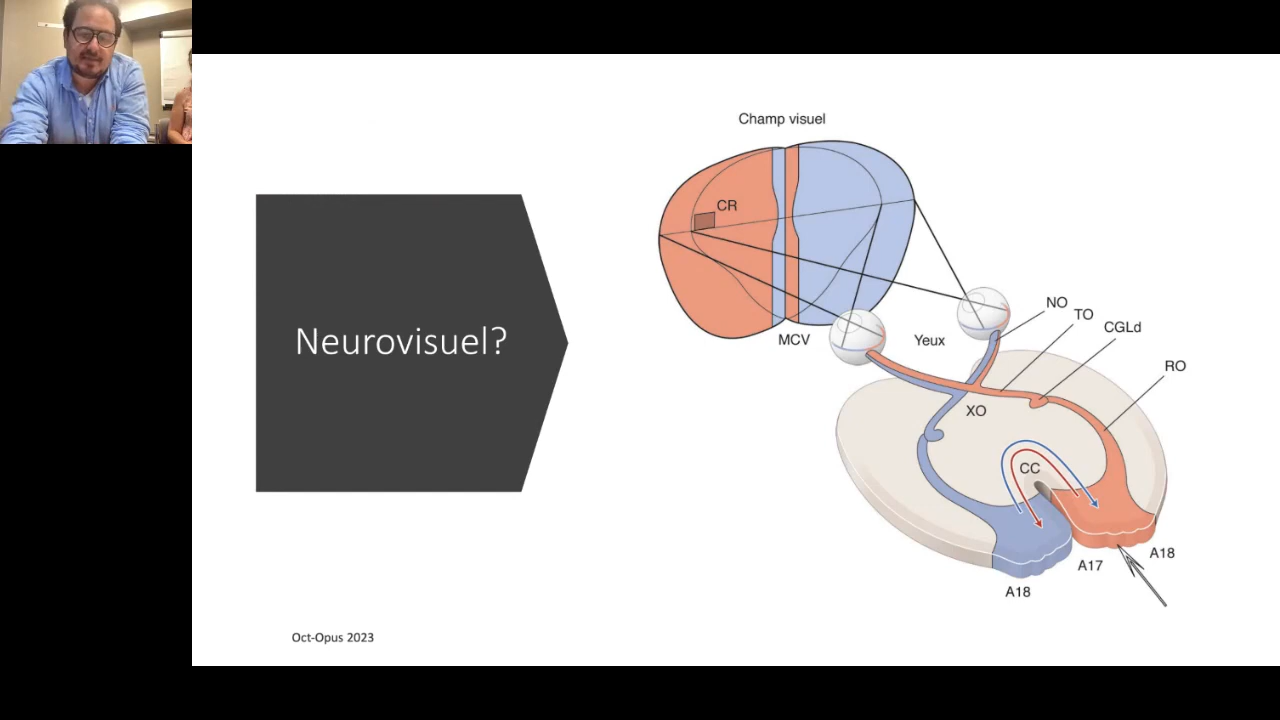 Neurovisuel?
Champ visuel
CR
MCV
Yeux
NO
TO
CGLd
RO
XO
CC
A18
A17
A18
Oct-Opus 2023